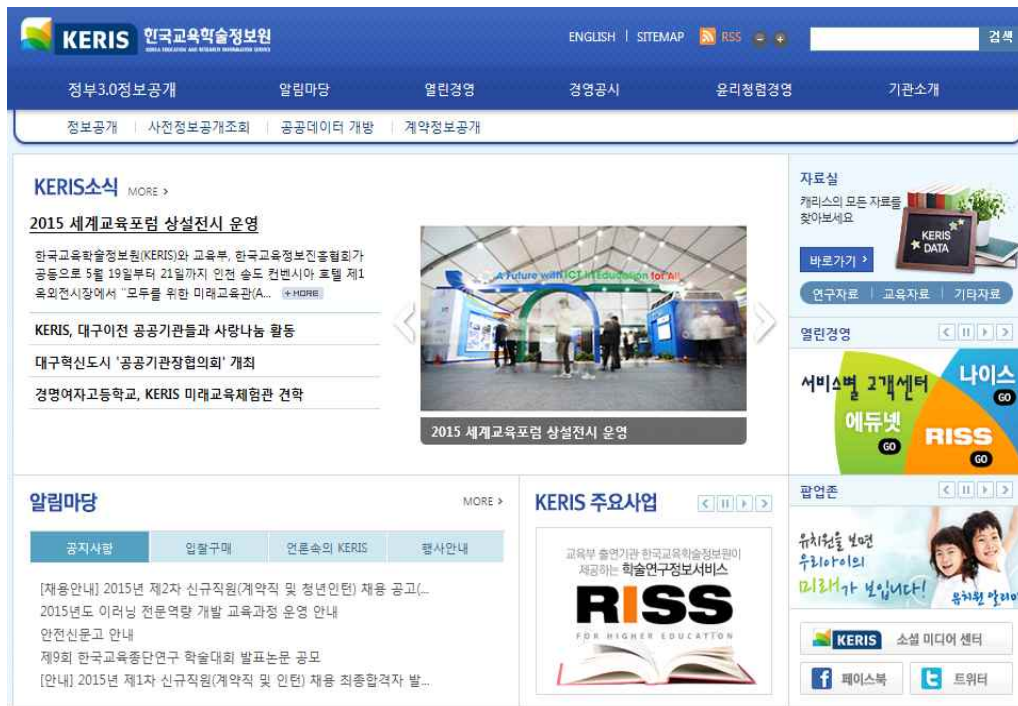 KERIS 한국교육학술정보원
KOREA EDUCATION AND RESEARCH INFORMATION SERVICE
ENGLISH | SITEMAP RSS - +
검색
정부3.0정보공개 알림마당 열린경영 경영공시 윤리청렴경영 기관소개
정보공개 | 사전정보공개조회 | 공공데이터 개방 | 계약정보공개
KERIS소식 MORE >
2015 세계교육포럼 상설전시 운영
한국교육학술정보원(KERIS)와 교육부, 한국교육정보진흥협회가
공동으로 5월 19일부터 21일까지 인천 송도 컨벤시아 호텔 제1
옥외전시장에서 "모두를 위한 미래교육관(A... + MORE
KERIS, 대구이전 공공기관들과 사랑나눔 활동
대구혁신도시 '공공기관장협의회' 개최
경명여자고등학교, KERIS 미래교육체험관 견학
A Future with ICT in Education for All
2015 세계교육포럼 상설전시 운영
자료실
캐리스의 모든 자료를
찾아보세요
KERIS
DATA
바로가기 >
연구자료 | 교육자료 | 기타자료
열린경영
서비스별 고객센터
나이스
GO
에듀넷
GO
RISS
GO
알림마당 MORE >
공지사항 입찰구매 언론속의 KERIS 행사안내
[채용안내] 2015년 제2차 신규직원(계약직 및 청년인턴) 채용 공고(...
2015년도 이러닝 전문역량 개발 교육과정 운영 안내
안전신문고 안내
제9회 한국교육종단연구 학술대회 발표논문 공모
[안내] 2015년 제1차 신규직원(계약직 및 인턴) 채용 최종합격자 발...
KERIS 주요사업
교육부 출연기관 한국교육학술정보원이
제공하는 학술연구정보서비스
RISS
FOR HIGHER EDUCATION
팝업존
유치원을 보면
우리아이의
미래가 보입니다!
유치원 알리미
KERIS 소셜 미디어 센터
페이스북
트위터